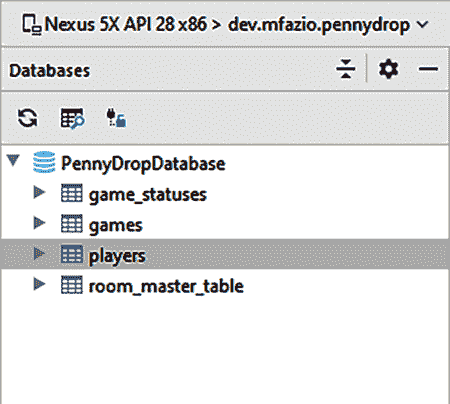 Nexus 5X API 28 x86 > dev.mfazio.pennydrop
Databases
PennyDropDatabase
game_statuses
games
players
room_master_table